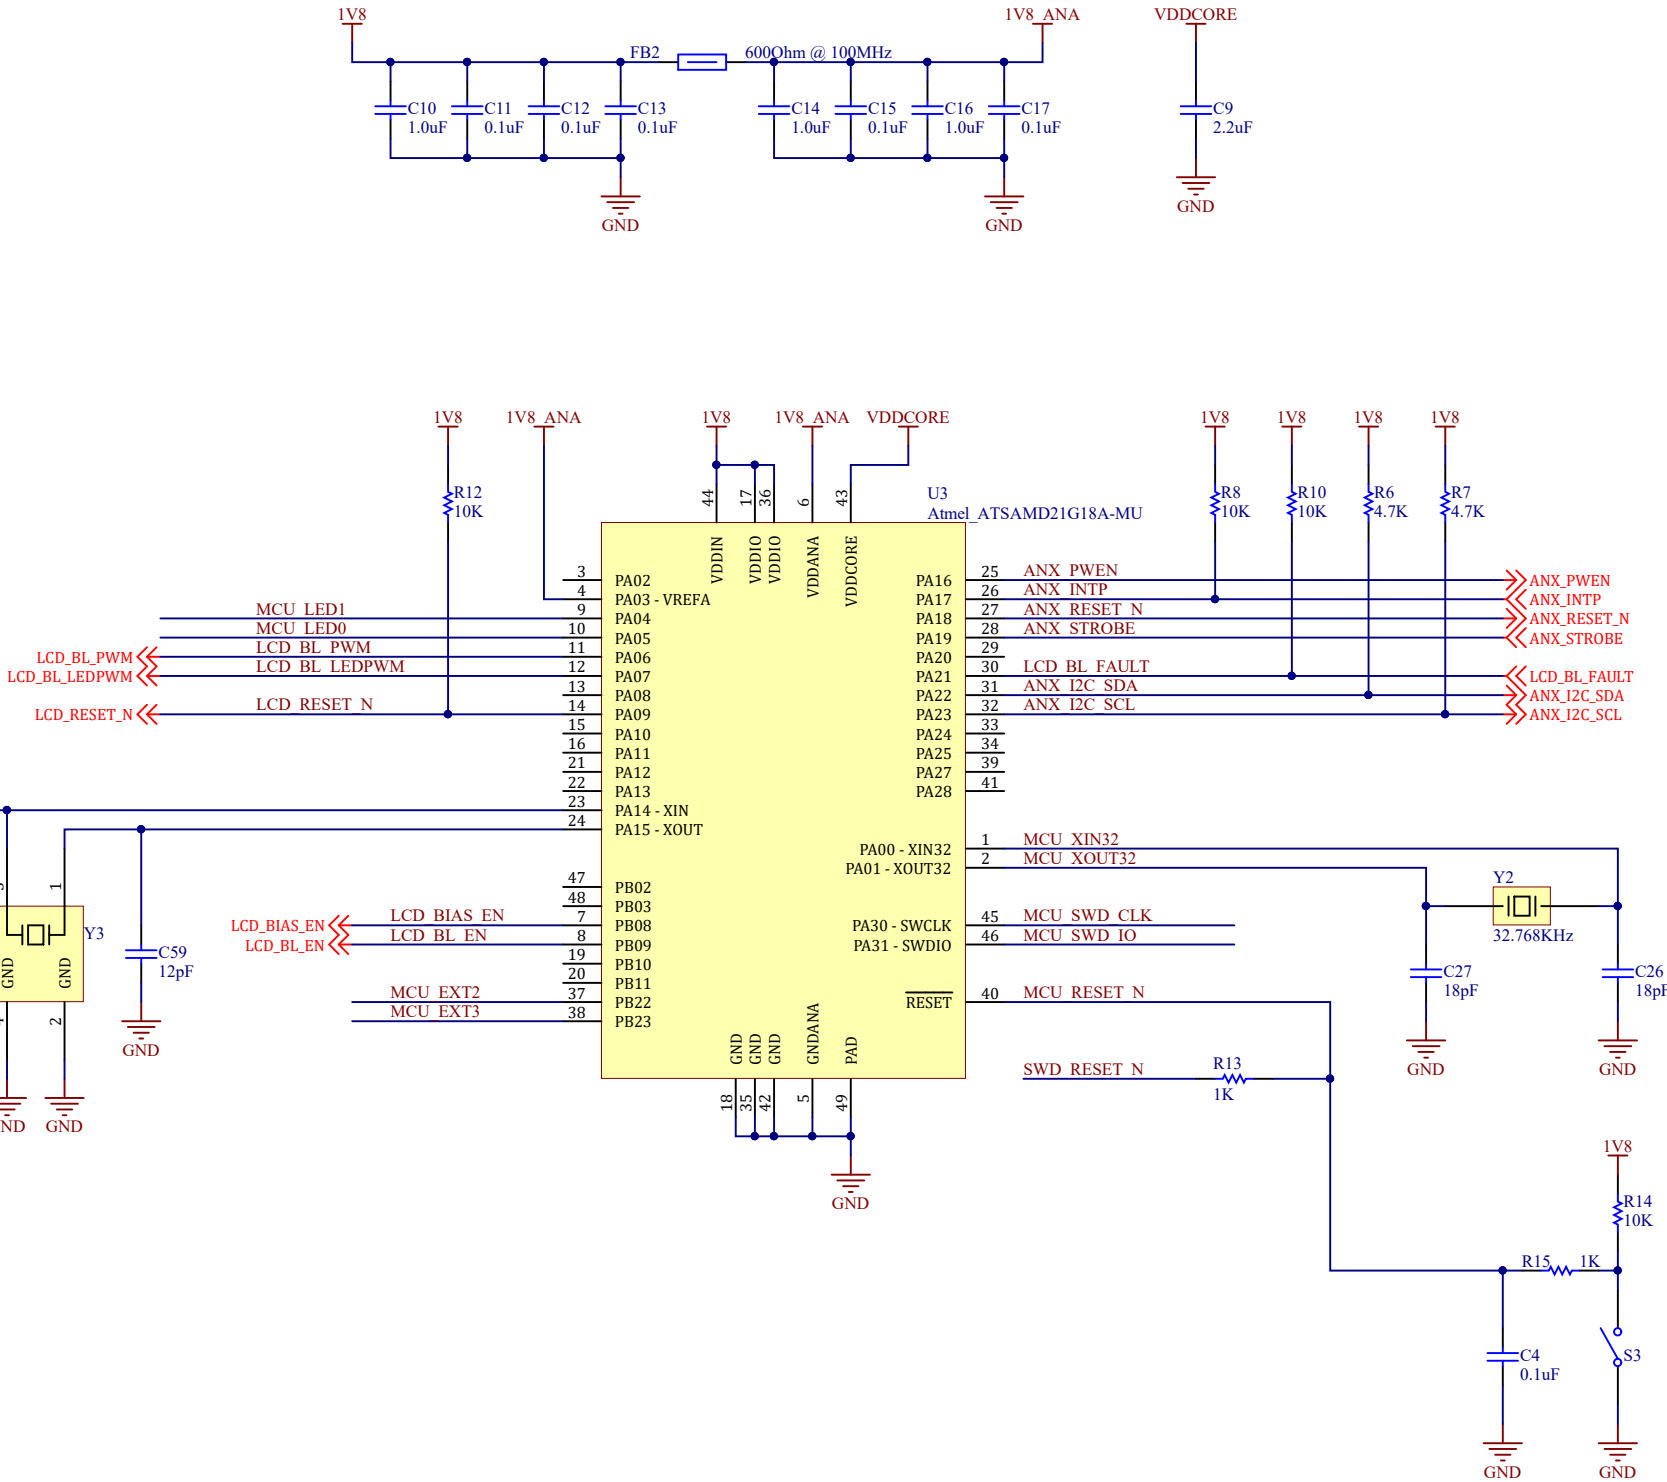 1V8
1V8_ANA
VDDCORE
FB2
600Ohm @ 100MHz
C10
1.0uF
C11
0.1uF
C12
0.1uF
C13
0.1uF
C14
1.0uF
C15
0.1uF
C16
1.0uF
C17
0.1uF
C9
2.2uF
GND
GND
GND
1V8
1V8_ANA
1V8
1V8_ANA
VDDCORE
1V8
1V8
1V8
1V8
R12
10K
44
17
36
6
43
U3
Atmel_ATSAMD21G18A-MU
R8
10K
R10
10K
R6
4.7K
R7
4.7K
VDDIN
VDDIO
VDDIO
VDDANA
VDDCORE
3
PA02
4
PA03 - VREFA
MCU_LED1
9
PA04
MCU_LED0
10
PA05
LCD_BL_PWM
LCD_BL_PWM
11
PA06
LCD_BL_LEDPWM
LCD_BL_LEDPWM
12
PA07
13
PA08
LCD_RESET_N
LCD_RESET_N
14
PA09
15
PA10
16
PA11
21
PA12
22
PA13
23
PA14 - XIN
24
PA15 - XOUT
47
PB02
48
PB03
LCD_BIAS_EN
LCD_BIAS_EN
7
PB08
LCD_BL_EN
LCD_BL_EN
8
PB09
19
PB10
20
PB11
MCU_EXT2
37
PB22
MCU_EXT3
38
PB23
PA16
25
ANX_PWEN
ANX_PWEN
PA17
26
ANX_INTP
ANX_INTP
PA18
27
ANX_RESET_N
ANX_RESET_N
PA19
28
ANX_STROBE
ANX_STROBE
PA20
29
PA21
30
LCD_BL_FAULT
LCD_BL_FAULT
PA22
31
ANX_I2C_SDA
ANX_I2C_SDA
PA23
32
ANX_I2C_SCL
ANX_I2C_SCL
PA24
33
PA25
34
PA27
39
PA28
41
PA00 - XIN32
1
MCU_XIN32
PA01 - XOUT32
2
MCU_XOUT32
PA30 - SWCLK
45
MCU_SWD_CLK
PA31 - SWDIO
46
MCU_SWD_IO
RESET
40
MCU_RESET_N
GND
GND
GND
GNDANA
PAD
18
35
42
5
49
GND
1
Y3
GND
GND
2
GND
C59
12pF
GND
Y2
32.768KHz
C27
18pF
C26
18pF
GND
GND
SWD_RESET_N
R13
1K
1V8
R14
10K
R15
1K
C4
0.1uF
S3
GND
GND